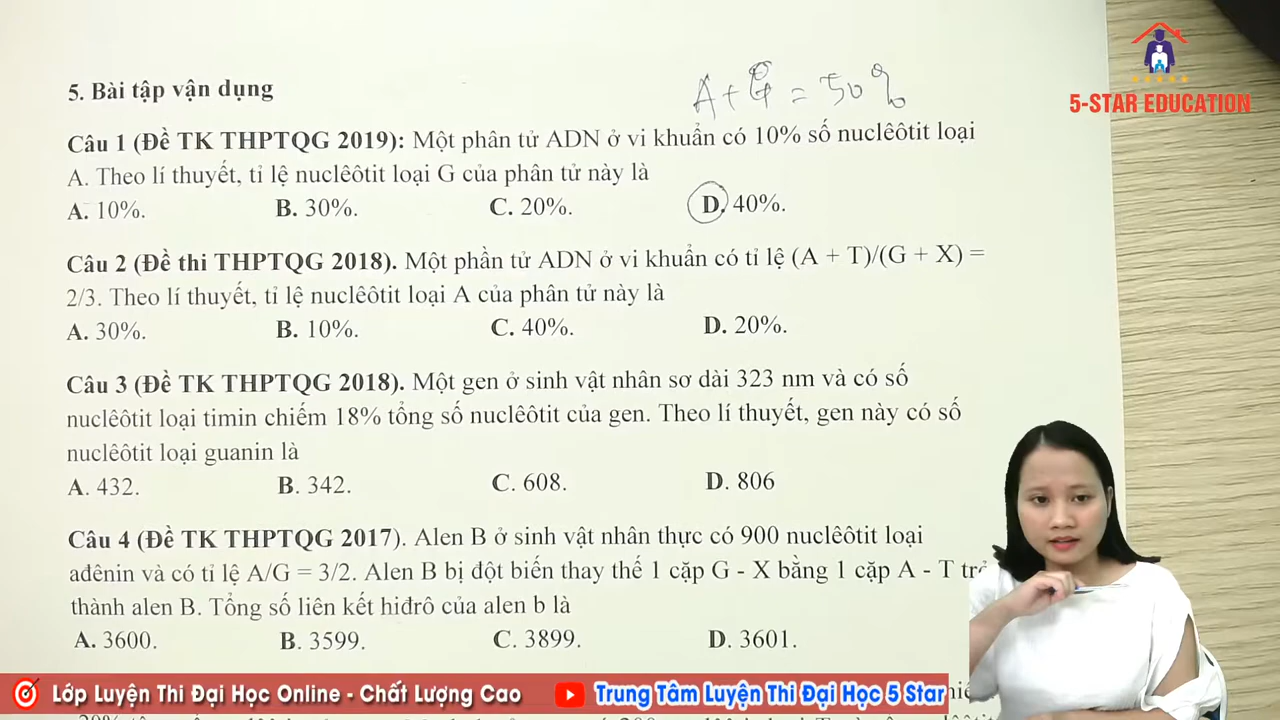 5-STAR EDUCATION
A + G = 50%
5. Bài tập vận dụng
Câu 1 (Đề TK THPTQG 2019): Một phân tử ADN ở vi khuẩn có 10% số nuclêôtit loại
A. Theo lí thuyết, tỉ lệ nuclêôtit loại G của phân tử này là
A. 10%. B. 30%. C. 20%. D. 40%.
Câu 2 (Đề thi THPTQG 2018). Một phần tử ADN ở vi khuẩn có tỉ lệ (A + T)/(G + X) =
2/3. Theo lí thuyết, tỉ lệ nuclêôtit loại A của phân tử này là
A. 30%. B. 10%. C. 40%. D. 20%.
Câu 3 (Đề TK THPTQG 2018). Một gen ở sinh vật nhân sơ dài 323 nm và có số
nuclêôtit loại timin chiếm 18% tổng số nuclêôtit của gen. Theo lí thuyết, gen này có số
nuclêôtit loại guanin là
A. 432. B. 342. C. 608. D. 806
Câu 4 (Đề TK THPTQG 2017). Alen B ở sinh vật nhân thực có 900 nuclêôtit loại
ađênin và có tỉ lệ A/G = 3/2. Alen B bị đột biến thay thế 1 cặp G - X bằng 1 cặp A - T
thành alen B. Tổng số liên kết hiđrô của alen b là
A. 3600. B. 3599. C. 3899. D. 3601.
Lớp Luyện Thi Đại Học Online - Chất Lượng Cao Trung Tâm Luyện Thi Đại Học 5 Star